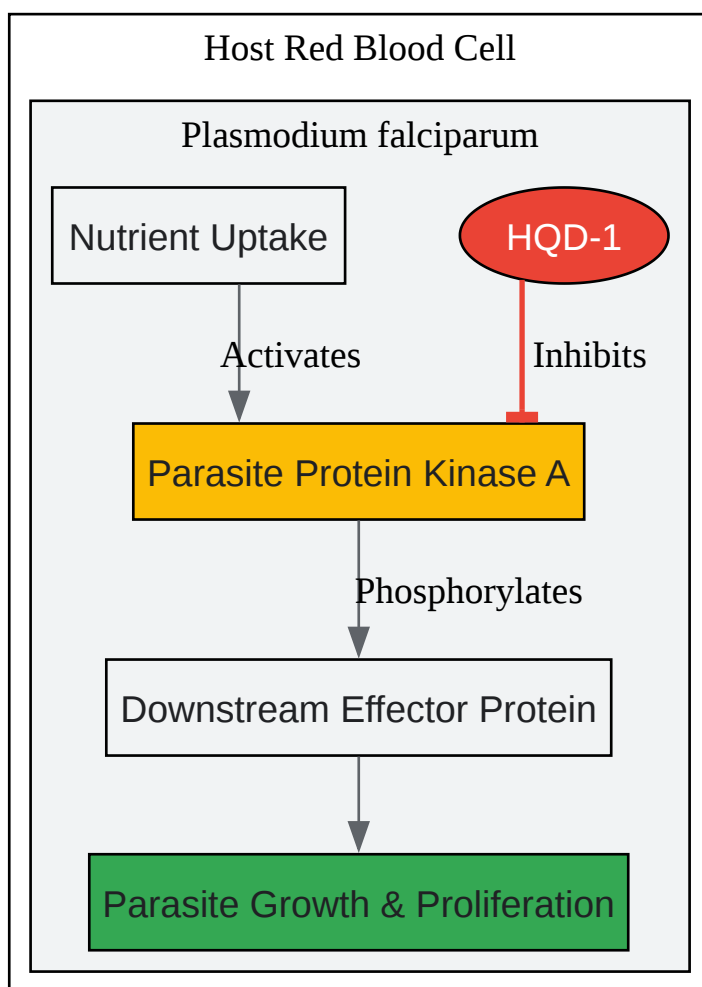 Host Red Blood Cell
Plasmodium falciparum
Nutrient Uptake
HQD-1
Activates
Inhibits
Parasite Protein Kinase A
Phosphorylates
Downstream Effector Protein
Parasite Growth & Proliferation